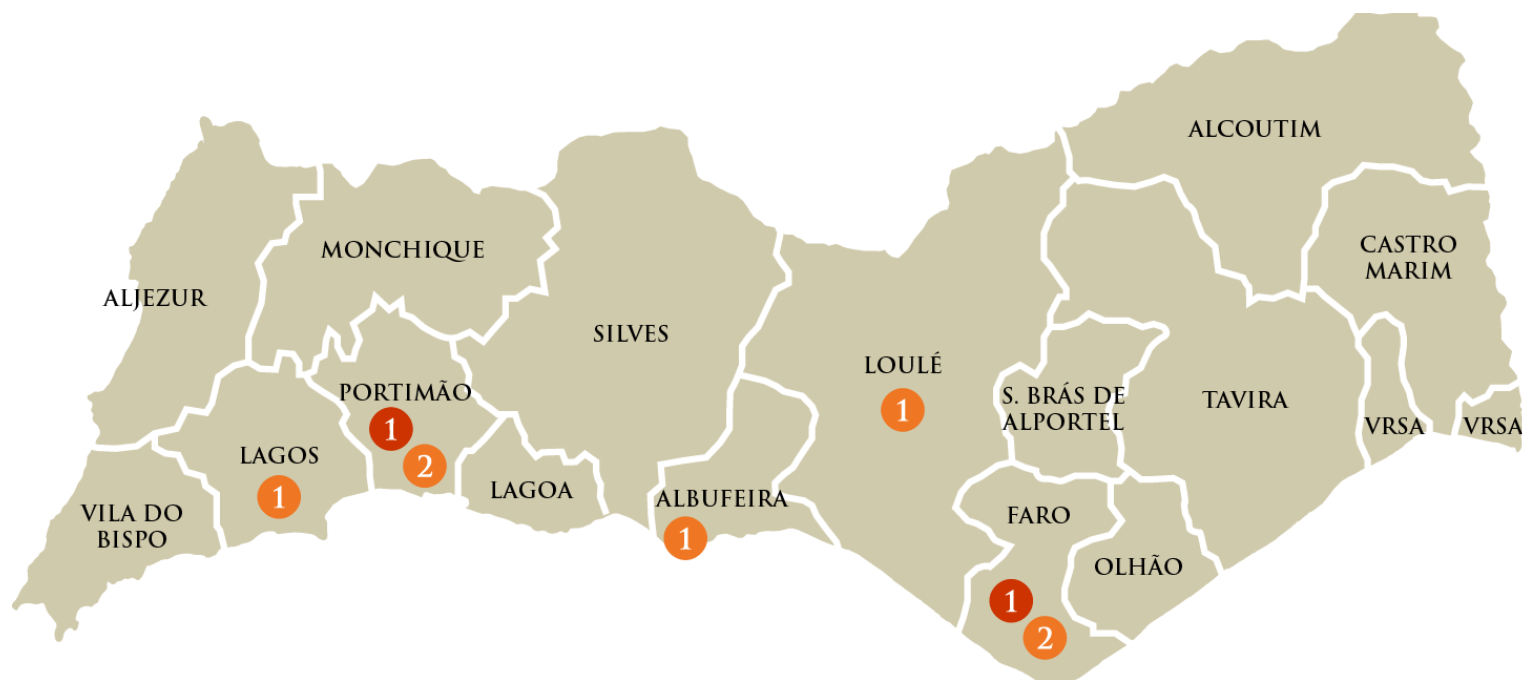 ALCOUTIM
MONCHIQUE
CASTRO
MARIM
ALJEZUR
SILVES
LOULÉ
1
PORTIMÃO
1
2
S. BRÁS DE
ALPORTEL
TAVIRA
VRSA
VRSA
LAGOS
1
LAGOA
ALBUFEIRA
1
VILA DO
BISPO
FARO
1
2
OLHÃO